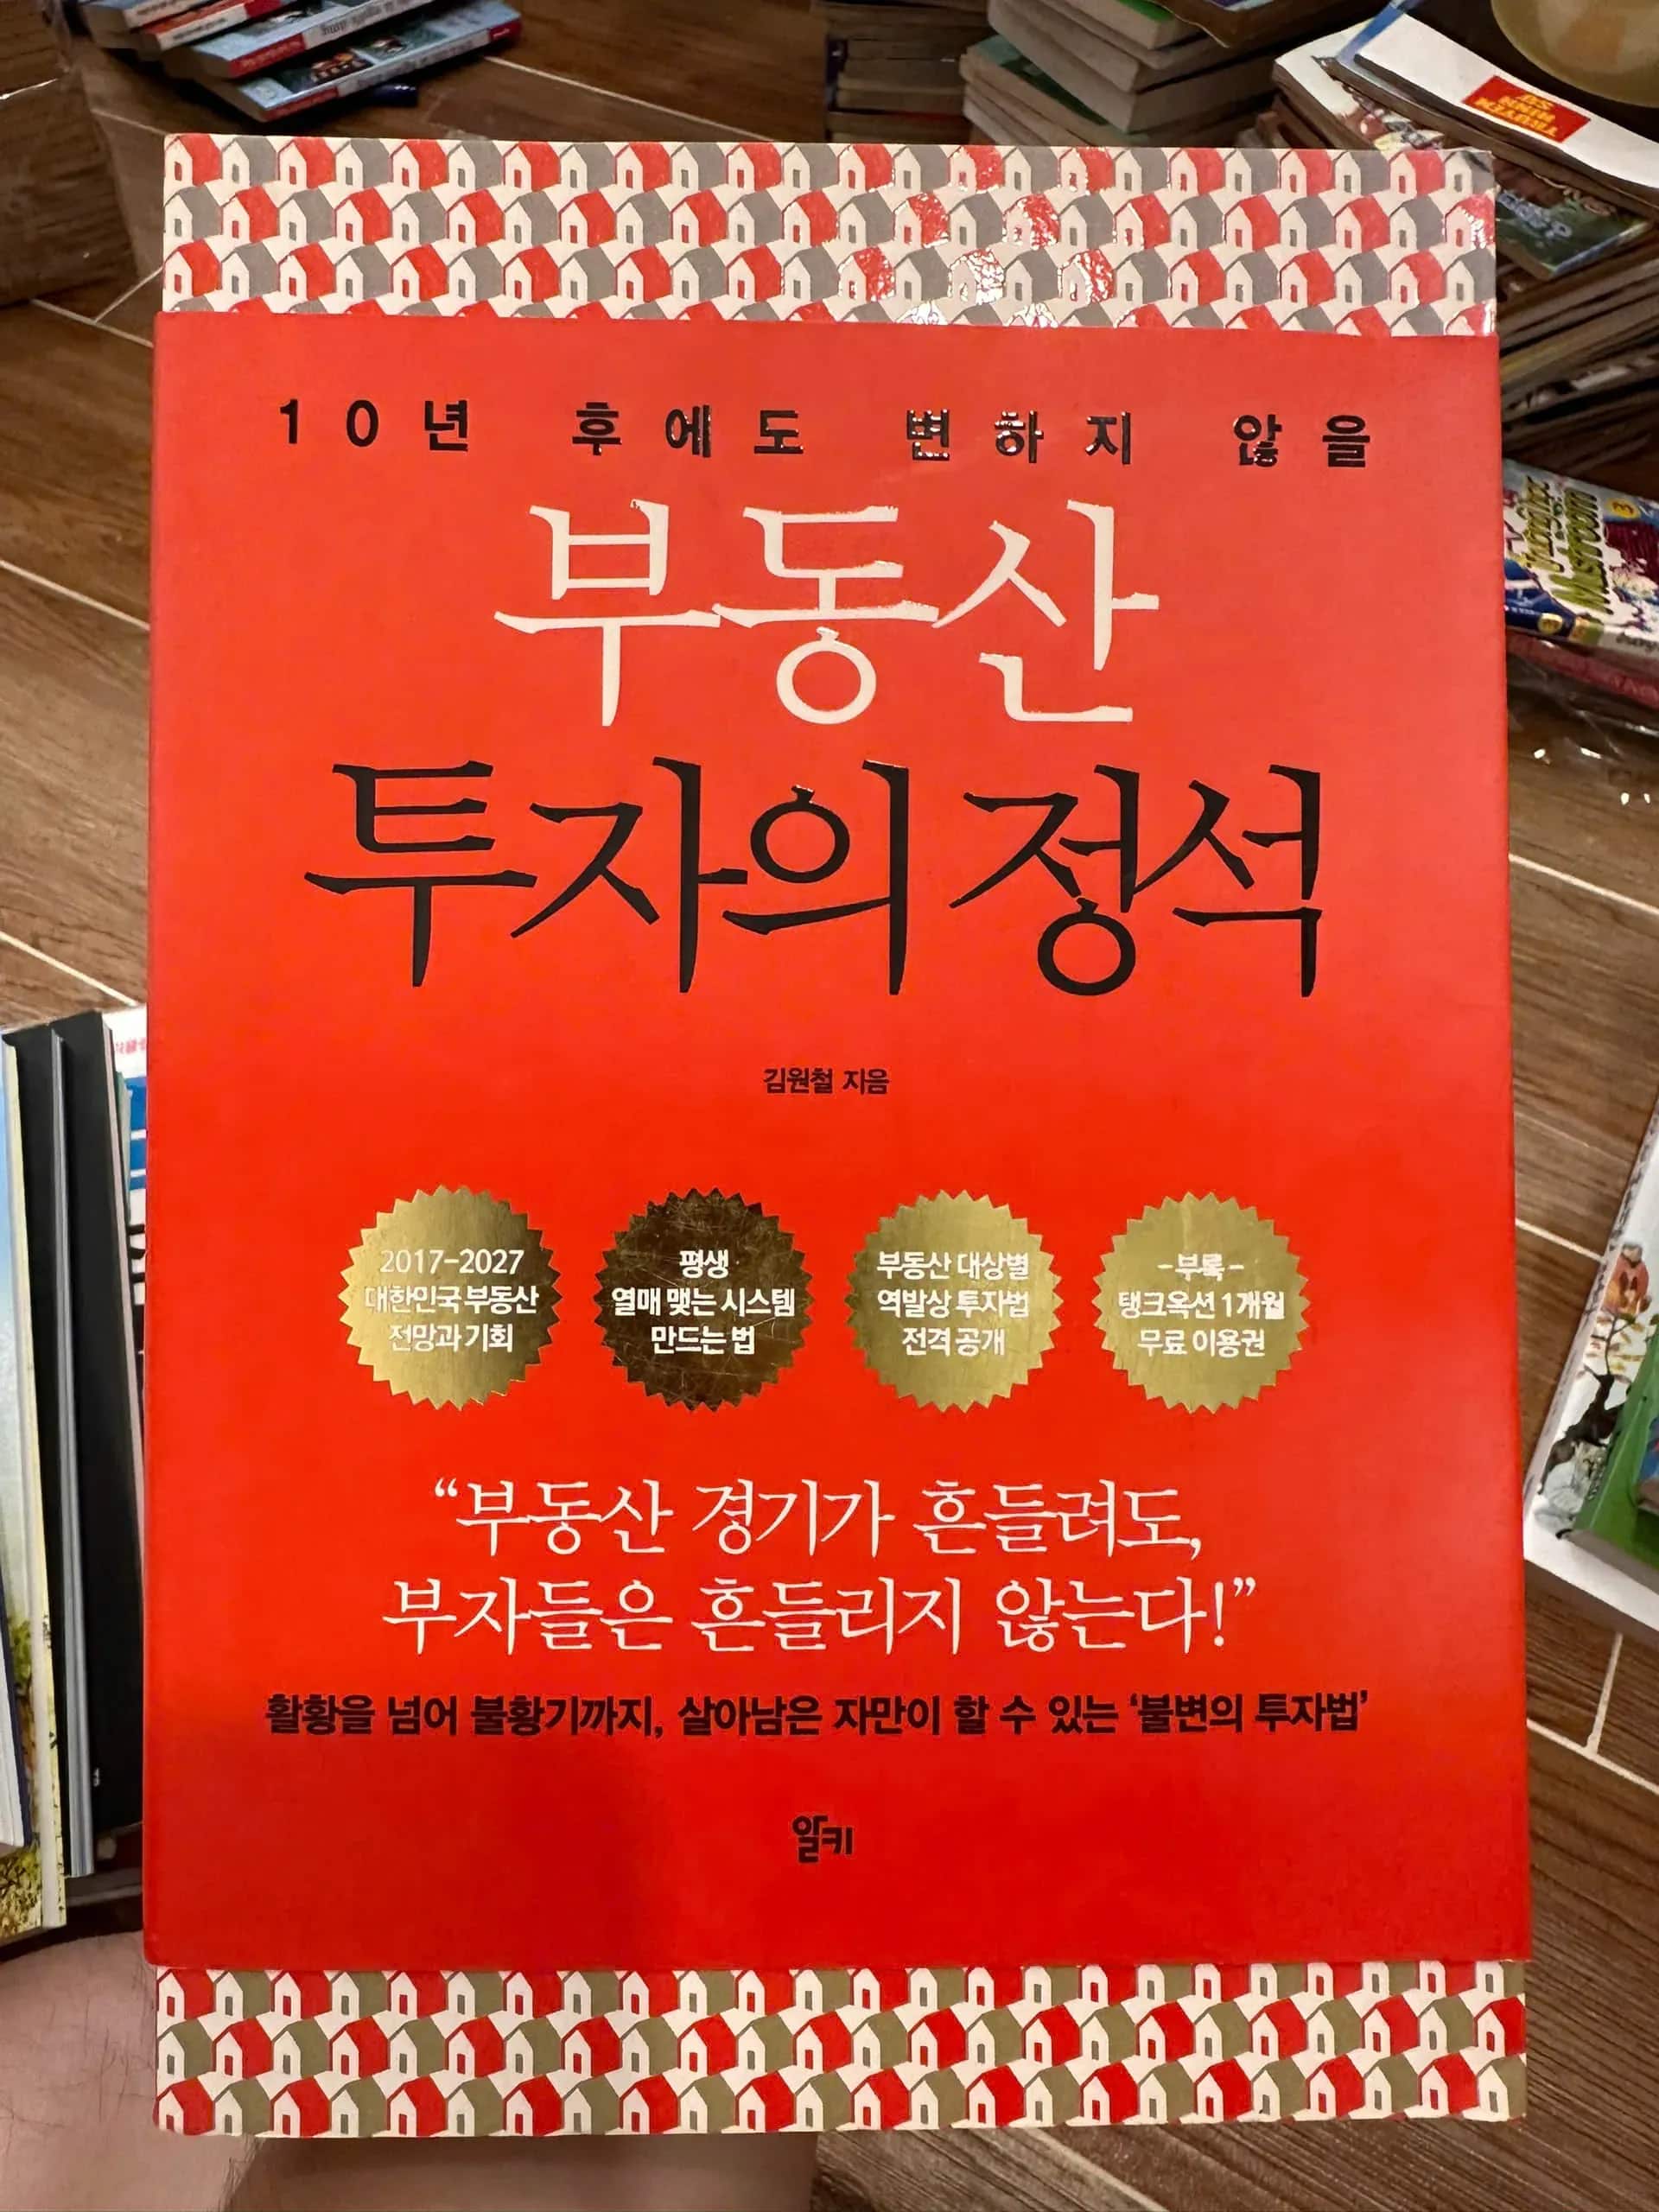 10년 후에도 변하지 않을
부동산
투자의 정석
김원철 지음
2017-2027
대한민국 부동산
전망과 기회
평생
열매 맺는 시스템
만드는 법
부동산 대상별
역발상 투자법
전격 공개
-부록-
탱크옥션 1개월
무료 이용권
“부동산 경기가 흔들려도,
부자들은 흔들리지 않는다!”
활황을 넘어 불황기까지, 살아남은 자만이 할 수 있는 ‘불변의 투자법’
알키